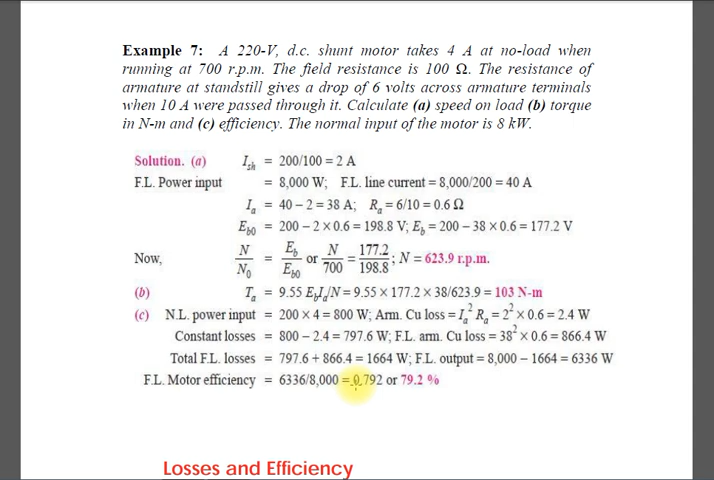 Example 7: A 220-V, d.c. shunt motor takes 4 A at no-load when
running at 700 r.p.m. The field resistance is 100 Ω. The resistance of
armature at standstill gives a drop of 6 volts across armature terminals
when 10 A were passed through it. Calculate (a) speed on load (b) torque
in N-m and (c) efficiency. The normal input of the motor is 8 kW.
Solution. (a) I_sh = 200/100 = 2 A
F.L. Power input = 8,000 W; F.L. line current = 8,000/200 = 40 A
I_a = 40 – 2 = 38 A; R_a = 6/10 = 0.6 Ω
E_b0 = 200 – 2 × 0.6 = 198.8 V; E_b = 200 – 38 × 0.6 = 177.2 V
Now, N/N_0 = E_b/E_b0 or N/700 = 177.2/198.8; N = 623.9 r.p.m.
(b) T_a = 9.55 E_b I_a/N = 9.55 × 177.2 × 38/623.9 = 103 N-m
(c) N.L. power input = 200 × 4 = 800 W; Arm. Cu loss = I_a² R_a = 2² × 0.6 = 2.4 W
Constant losses = 800 – 2.4 = 797.6 W; F.L. arm. Cu loss = 38² × 0.6 = 866.4 W
Total F.L. losses = 797.6 + 866.4 = 1664 W; F.L. output = 8,000 – 1664 = 6336 W
F.L. Motor efficiency = 6336/8,000 = 0.792 or 79.2 %
Losses and Efficiency